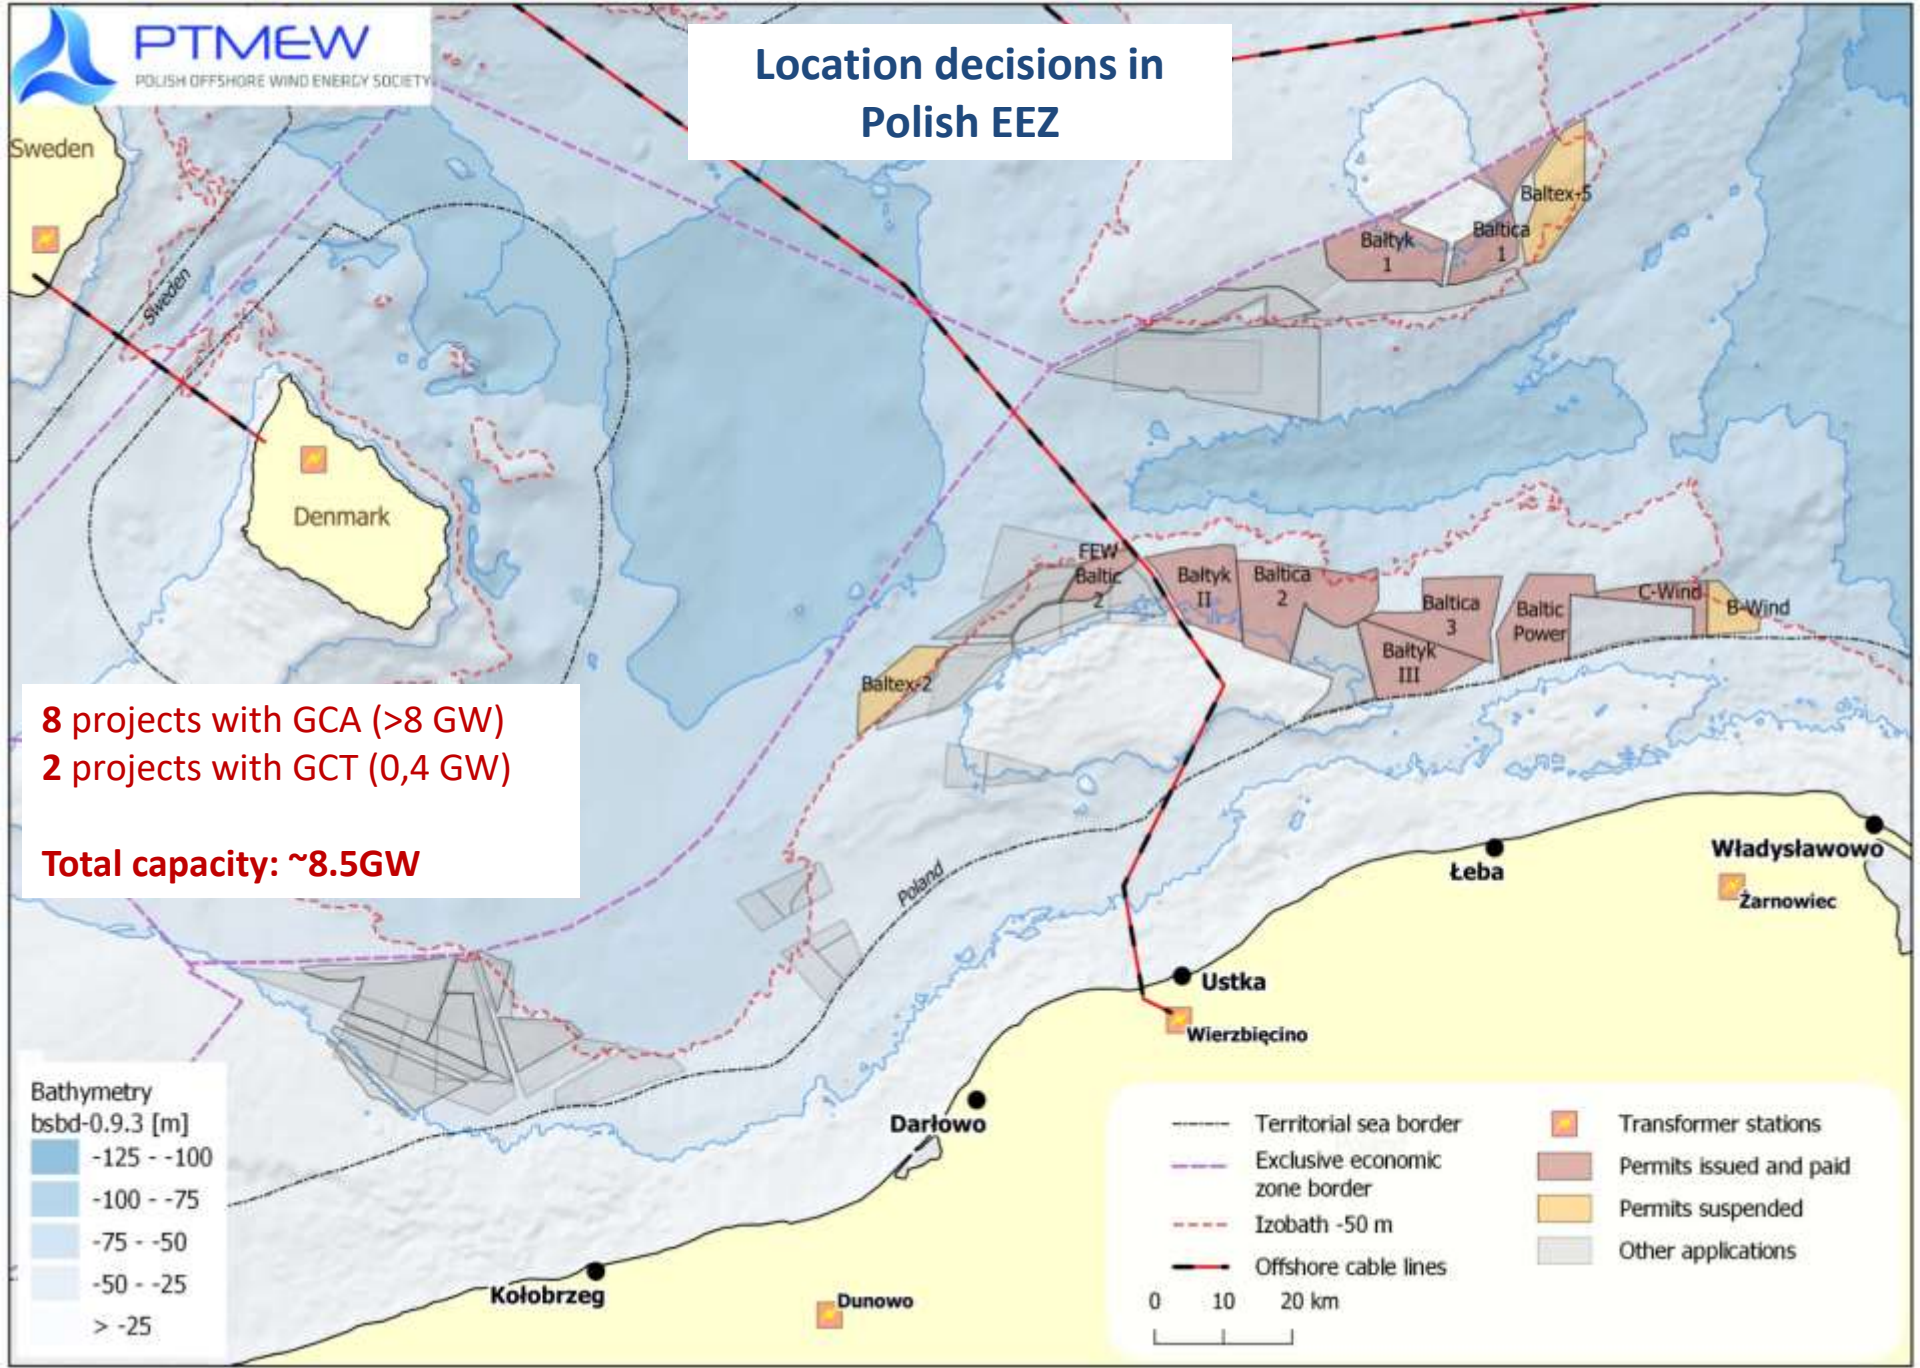 PTMEW
POLISH OFFSHORE WIND ENERGY SOCIETY
Location decisions in
Polish EEZ
Sweden
Sweden
Denmark
Baltex-5
Bałtyk
1
Baltica
1
FEW
Baltic
2
Bałtyk
II
Baltica
2
Baltica
3
Bałtyk
III
Baltic
Power
C-Wind
B-Wind
Baltex-2
8 projects with GCA (>8 GW)
2 projects with GCT (0,4 GW)
Total capacity: ~8.5GW
Poland
Władysławowo
Łeba
Żarnowiec
Ustka
Wierzbięcino
Darłowo
Kołobrzeg
Dunowo
Bathymetry
bsbd-0.9.3 [m]
-125 - -100
-100 - -75
-75 - -50
-50 - -25
> -25
Territorial sea border
Exclusive economic
zone border
Izobath -50 m
Offshore cable lines
0 10 20 km
Transformer stations
Permits issued and paid
Permits suspended
Other applications